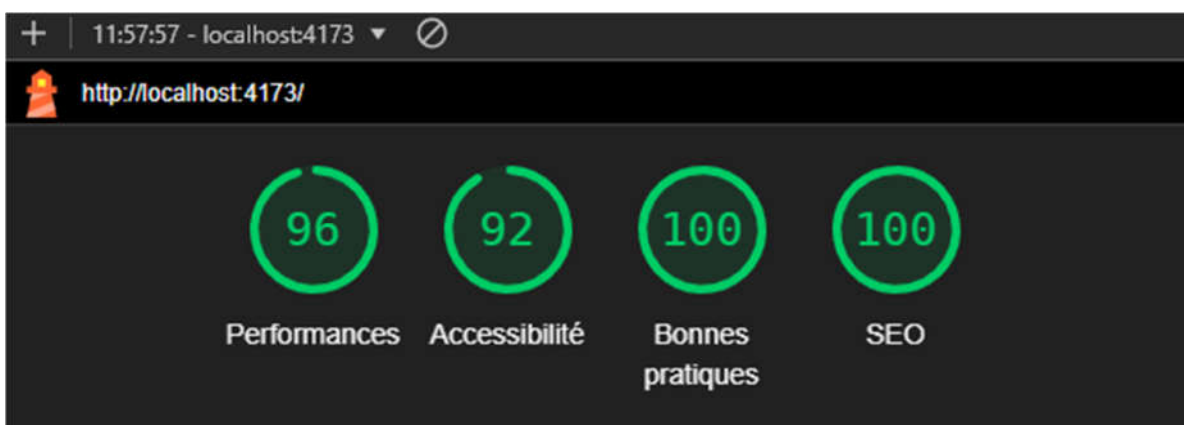 11:57:57 - localhost:4173
http://localhost:4173/
96 92 100 100
Performances Accessibilité Bonnes pratiques SEO